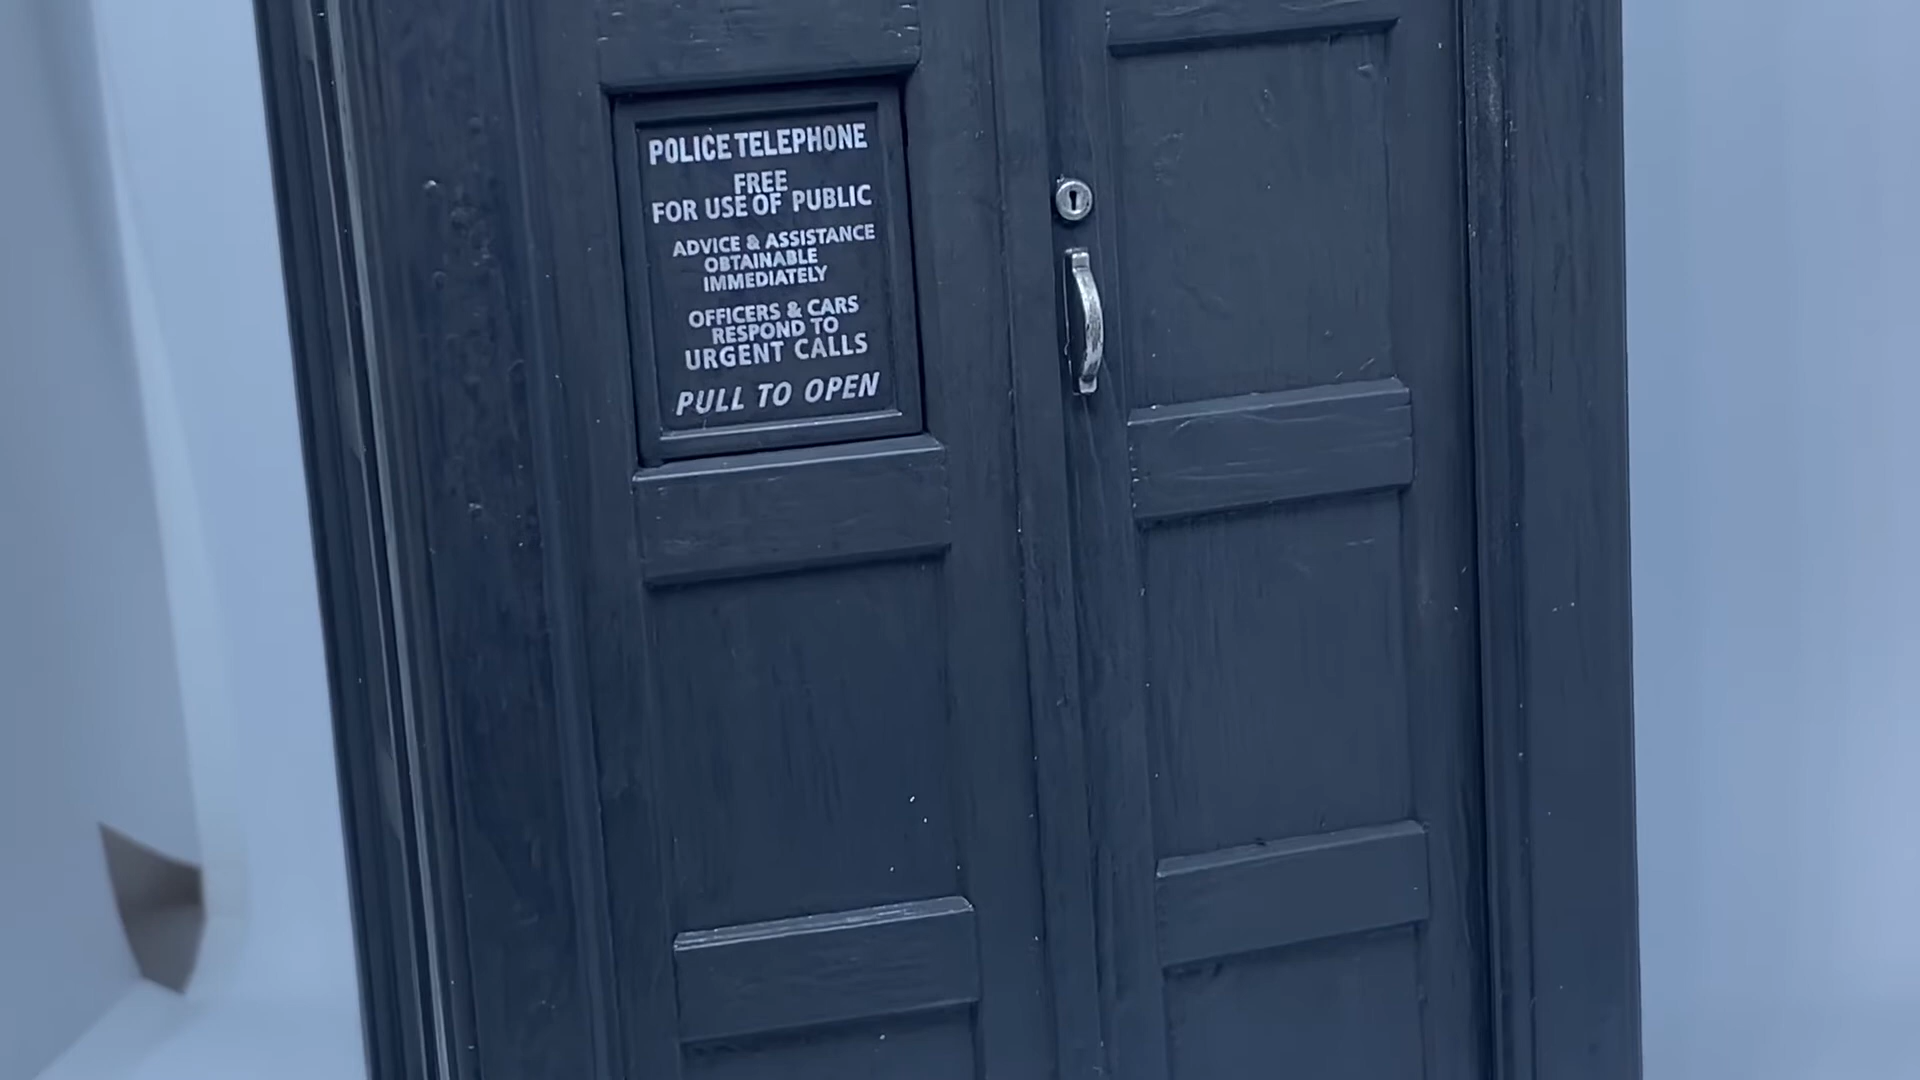 POLICE TELEPHONE
FREE
FOR USE OF PUBLIC
ADVICE & ASSISTANCE
OBTAINABLE
IMMEDIATELY
OFFICERS & CARS
RESPOND TO
URGENT CALLS
PULL TO OPEN